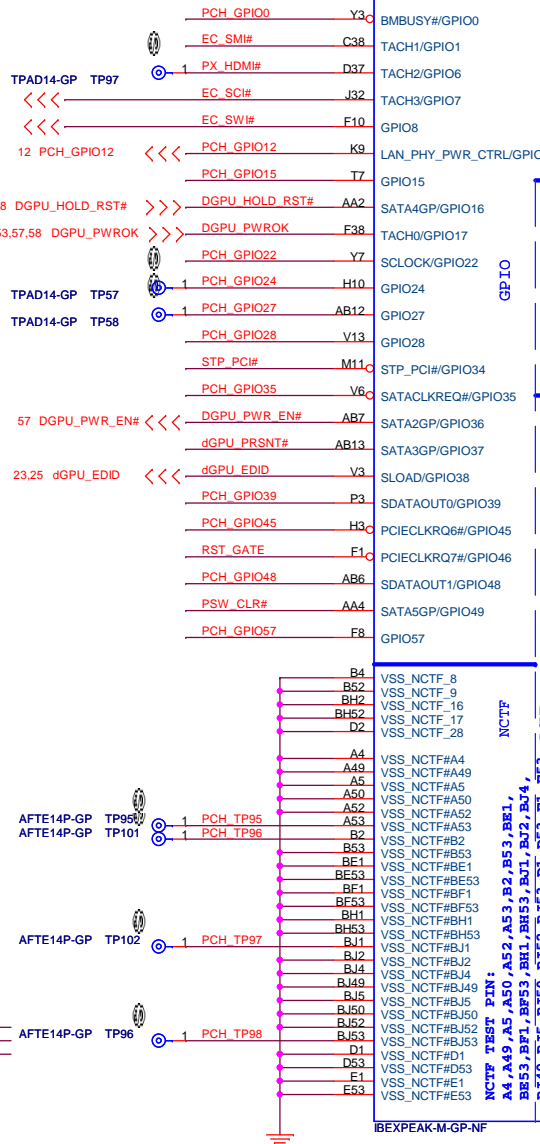 PCH_GPIO0 Y3 BMBUSY#/GPIO0
EC_SMI# C38 TACH1/GPIO1
TPAD14-GP TP97 1 PX_HDMI# D37 TACH2/GPIO6
EC_SCI# J32 TACH3/GPIO7
EC_SWI# F10 GPIO8
12 PCH_GPIO12 PCH_GPIO12 K9 LAN_PHY_PWR_CTRL/GPIO
PCH_GPIO15 T7 GPIO15
8 DGPU_HOLD_RST# DGPU_HOLD_RST# AA2 SATA4GP/GPIO16
53,57,58 DGPU_PWROK DGPU_PWROK F38 TACH0/GPIO17
PCH_GPIO22 Y7 SCLOCK/GPIO22
TPAD14-GP TP57 1 PCH_GPIO24 H10 GPIO24
TPAD14-GP TP58 1 PCH_GPIO27 AB12 GPIO27
PCH_GPIO28 V13 GPIO28
STP_PCI# M11 STP_PCI#/GPIO34
PCH_GPIO35 V6 SATACLKREQ#/GPIO35
57 DGPU_PWR_EN# DGPU_PWR_EN# AB7 SATA2GP/GPIO36
dGPU_PRSNT# AB13 SATA3GP/GPIO37
23,25 dGPU_EDID dGPU_EDID V3 SLOAD/GPIO38
PCH_GPIO39 P3 SDATAOUT0/GPIO39
PCH_GPIO45 H3 PCIECLKRQ6#/GPIO45
RST_GATE F1 PCIECLKRQ7#/GPIO46
PCH_GPIO48 AB6 SDATAOUT1/GPIO48
PSW_CLR# AA4 SATA5GP/GPIO49
PCH_GPIO57 F8 GPIO57
GPIO
B4 VSS_NCTF_8
B52 VSS_NCTF_9
BH2 VSS_NCTF_16
BH52 VSS_NCTF_17
D2 VSS_NCTF_28
A4 VSS_NCTF#A4
A49 VSS_NCTF#A49
A5 VSS_NCTF#A5
A50 VSS_NCTF#A50
A52 VSS_NCTF#A52
AFTE14P-GP TP95 1 PCH_TP95 A53 VSS_NCTF#A53
AFTE14P-GP TP101 1 PCH_TP96 B2 VSS_NCTF#B2
B53 VSS_NCTF#B53
BE1 VSS_NCTF#BE1
BE53 VSS_NCTF#BE53
BF1 VSS_NCTF#BF1
BF53 VSS_NCTF#BF53
BH1 VSS_NCTF#BH1
BH53 VSS_NCTF#BH53
AFTE14P-GP TP102 1 PCH_TP97 BJ1 VSS_NCTF#BJ1
BJ2 VSS_NCTF#BJ2
BJ4 VSS_NCTF#BJ4
BJ49 VSS_NCTF#BJ49
BJ5 VSS_NCTF#BJ5
BJ50 VSS_NCTF#BJ50
BJ52 VSS_NCTF#BJ52
AFTE14P-GP TP96 1 PCH_TP98 BJ53 VSS_NCTF#BJ53
D1 VSS_NCTF#D1
D53 VSS_NCTF#D53
E1 VSS_NCTF#E1
E53 VSS_NCTF#E53
NCTF
NCTF TEST PIN:
A4,A49,A5,A50,A52,A53,B2,B53,BE1,
BE53,BF1,BF53,BH1,BH53,BJ1,BJ2,BJ4,
IBEXPEAK-M-GP-NF